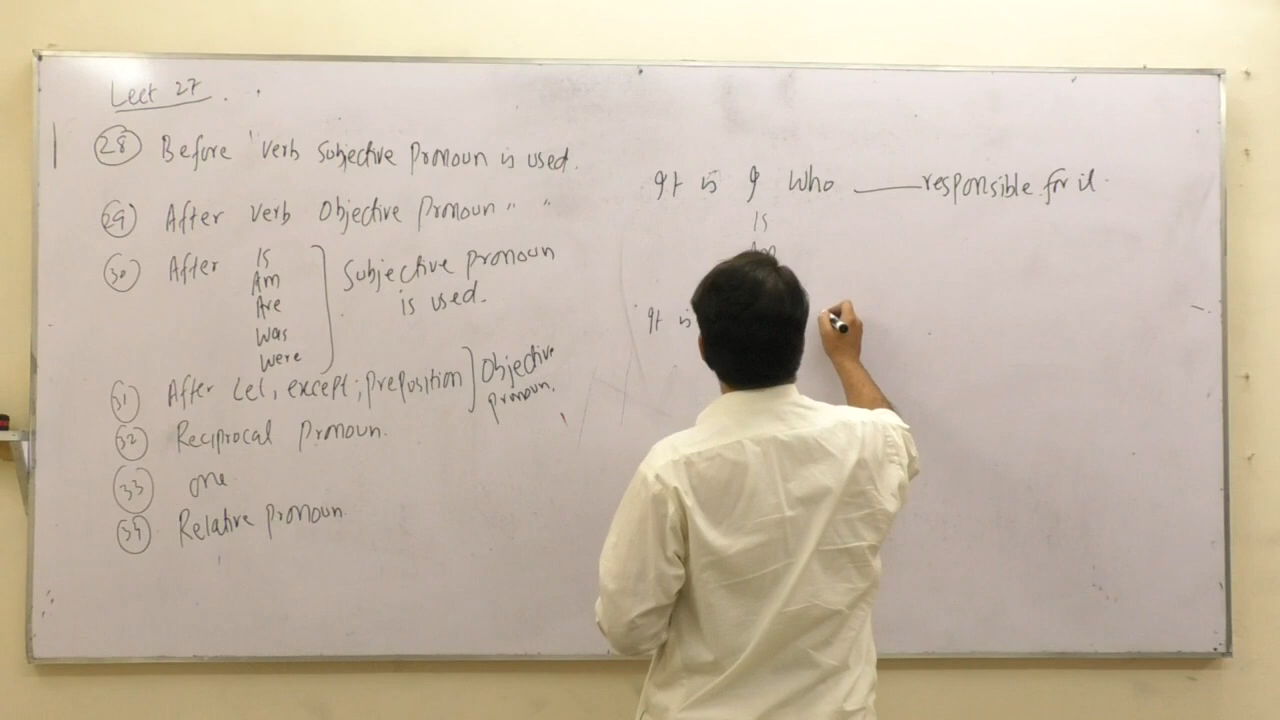 Lect 27
28 Before verb subjective pronoun is used.
29 After verb objective pronoun " "
30 After Is
Am
Are
Was
Were
Subjective pronoun
is used.
31 After Let, except, preposition
Objective
pronoun.
32 Reciprocal pronoun.
33 one
34 Relative pronoun
It is I who ____ responsible for it.
Is
Am
It is